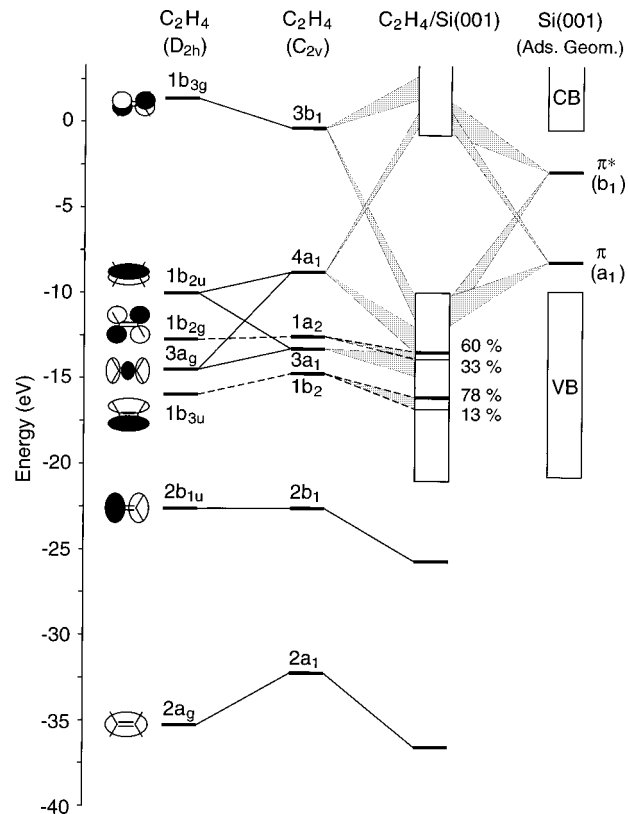 C₂H₄ C₂H₄ C₂H₄/Si(001) Si(001)
(D₂ₕ) (C₂ᵥ) (Ads. Geom.)
1b₃g
3b₁
CB
0
π*
(b₁)
-5
4a₁
π
(a₁)
1b₂ᵤ
-10
1b₂g 1a₂
60 %
3ag 3a₁
33 %
-15
1b₂
78 %
VB
1b₃ᵤ
13 %
Energy (eV)
-20
2b₁ᵤ 2b₁
-25
-30
2a₁
2ag
-35
-40